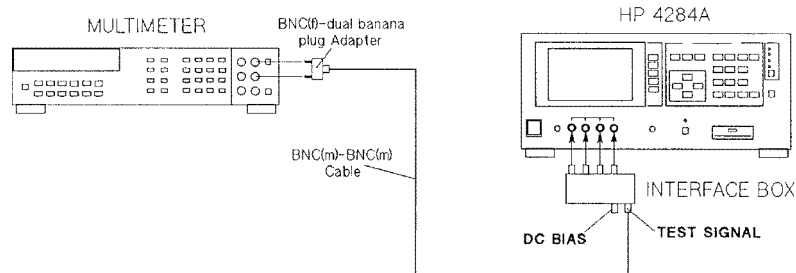 MULTIMETER
BNC(f)-dual banana
plug Adapter
HP 4284A
BNC(m)-BNC(m)
Cable
INTERFACE BOX
DC BIAS
TEST SIGNAL